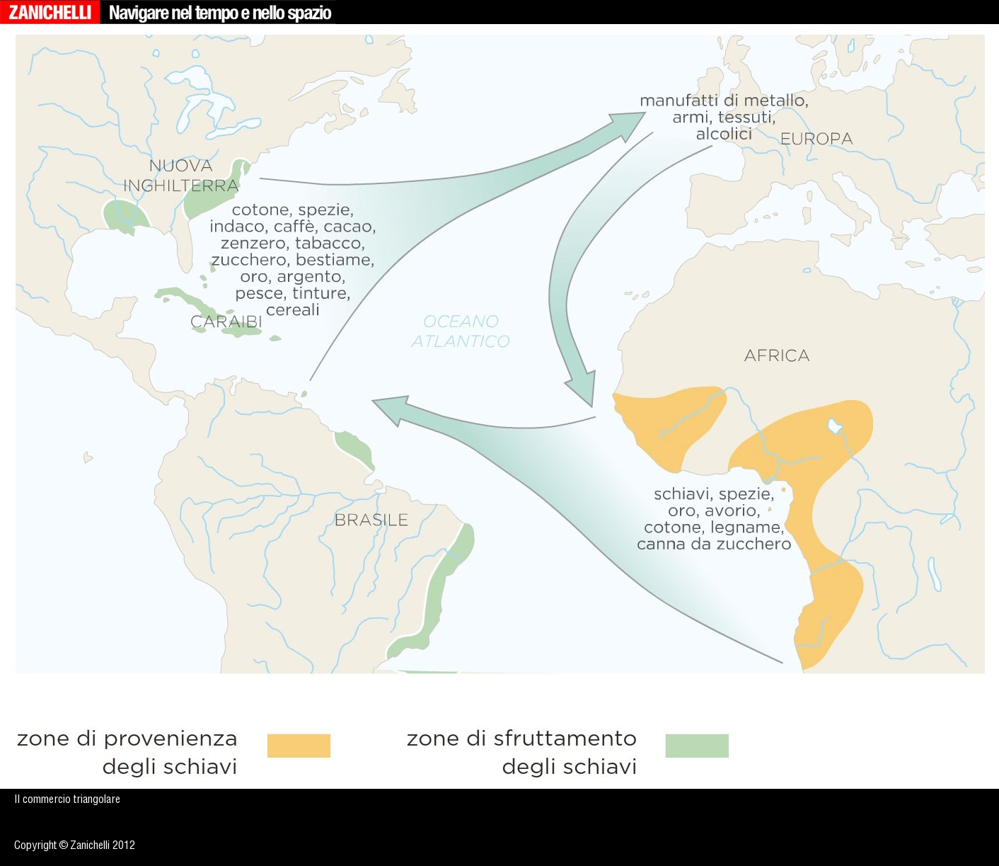 ZANICHELLI Navigare nel tempo e nello spazio
manufatti di metallo,
armi, tessuti,
alcolici
EUROPA
NUOVA
INGHILTERRA
cotone, spezie,
indaco, caffè, cacao,
zenzero, tabacco,
zucchero, bestiame,
oro, argento,
pesce, tinture,
cereali
CARAIBI
OCEANO
ATLANTICO
AFRICA
schiavi, spezie,
oro, avorio,
cotone, legname,
canna da zucchero
BRASILE
zone di provenienza
degli schiavi
zone di sfruttamento
degli schiavi
Il commercio triangolare
Copyright © Zanichelli 2012